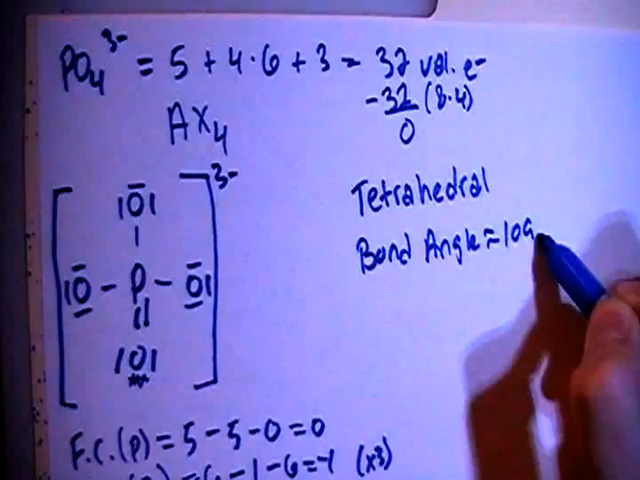 PO₄³⁻ = 5 + 4·6 + 3 = 32 val. e⁻
-32 (8·4)
0
AX₄
3-
Tetrahedral
Bond Angle ≈ 109
|O|
|O - P - O|
|O|
F.C.(P) = 5 - 5 - 0 = 0
= 6 - 1 - 6 = -1 (x3)